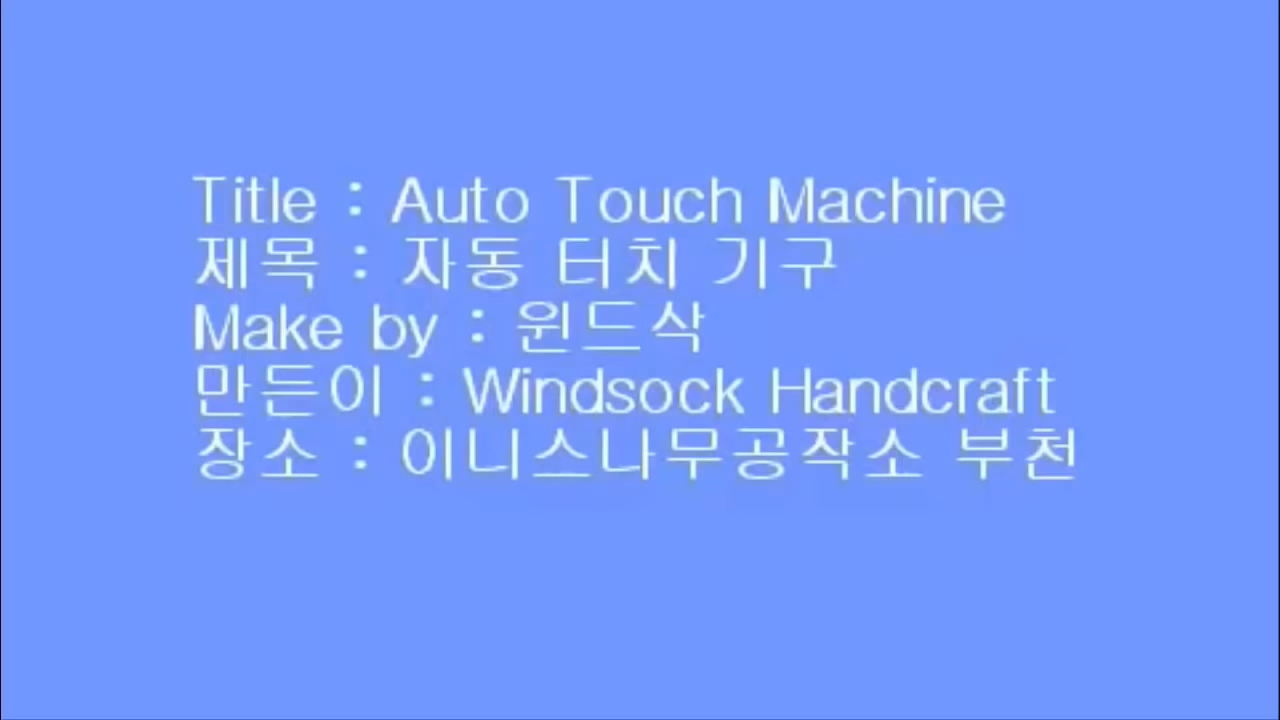 Title : Auto Touch Machine
제목 : 자동 터치 기구
Make by : 윈드삭
만든이 : Windsock Handcraft
장소 : 이니스나무공작소 부천